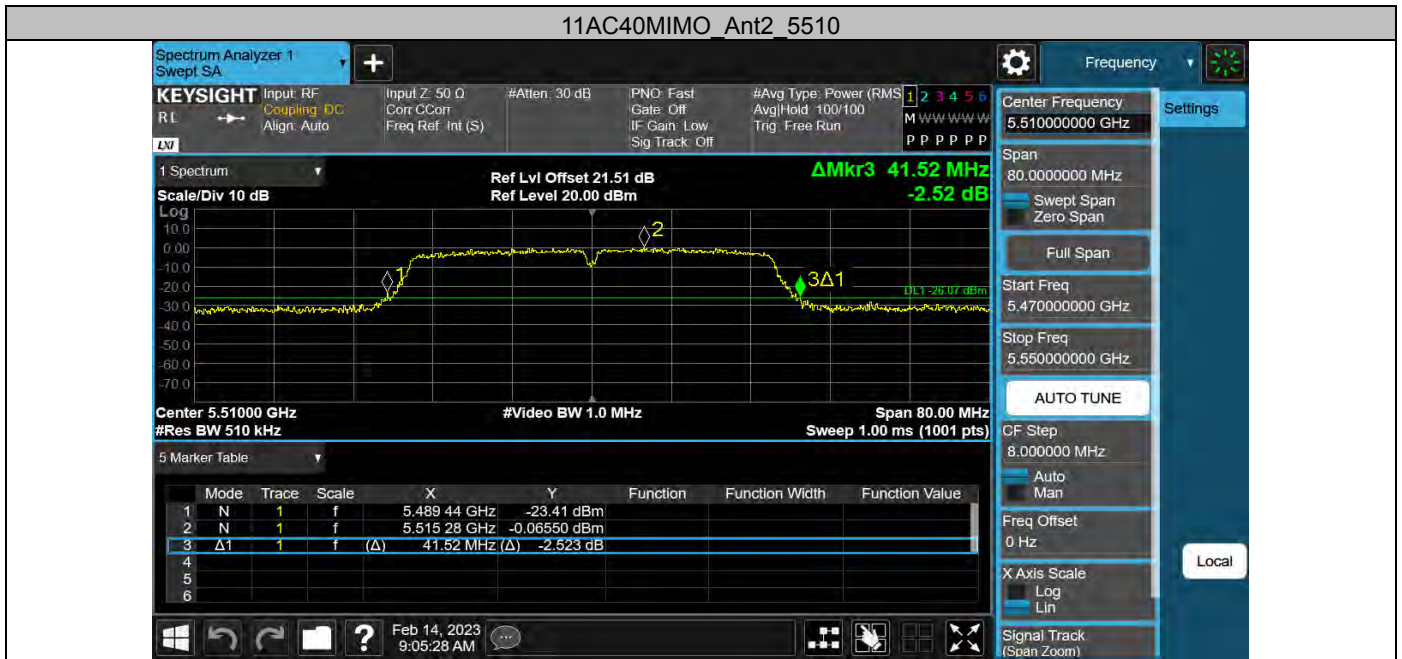 11AC40MIMO_Ant2_5510
Spectrum Analyzer 1
Swept SA
Frequency
KEYSIGHT Input: RF Input Z: 50 Ω #Atten: 30 dB PNO: Fast #Avg Type: Power (RMS 1 2 3 4 5 6
RL Coupling: DC Corr CCorr Gate: Off Avg|Hold: 100/100 M W W W W W
Align: Auto Freq Ref: Int (S) IF Gain: Low Trig: Free Run
LXI Sig Track: Off P P P P P P
1 Spectrum Ref Lvl Offset 21.51 dB ΔMkr3 41.52 MHz
Scale/Div 10 dB Ref Level 20.00 dBm -2.52 dB
Log
10.0
0.00
-10.0
-20.0
-30.0
-40.0
-50.0
-60.0
-70.0
1
2
3Δ1
DL1 -26.07 dBm
Center 5.51000 GHz #Video BW 1.0 MHz Span 80.00 MHz
#Res BW 510 kHz Sweep 1.00 ms (1001 pts)
5 Marker Table
Mode Trace Scale X Y Function Function Width Function Value
1 N 1 f 5.489 44 GHz -23.41 dBm
2 N 1 f 5.515 28 GHz -0.06550 dBm
3 Δ1 1 f (Δ) 41.52 MHz (Δ) -2.523 dB
4
5
6
? Feb 14, 2023
9:05:28 AM
Center Frequency
5.510000000 GHz
Settings
Span
80.0000000 MHz
Swept Span
Zero Span
Full Span
Start Freq
5.470000000 GHz
Stop Freq
5.550000000 GHz
AUTO TUNE
CF Step
8.000000 MHz
Auto
Man
Freq Offset
0 Hz
X Axis Scale
Log
Lin
Local
Signal Track
(Span Zoom)